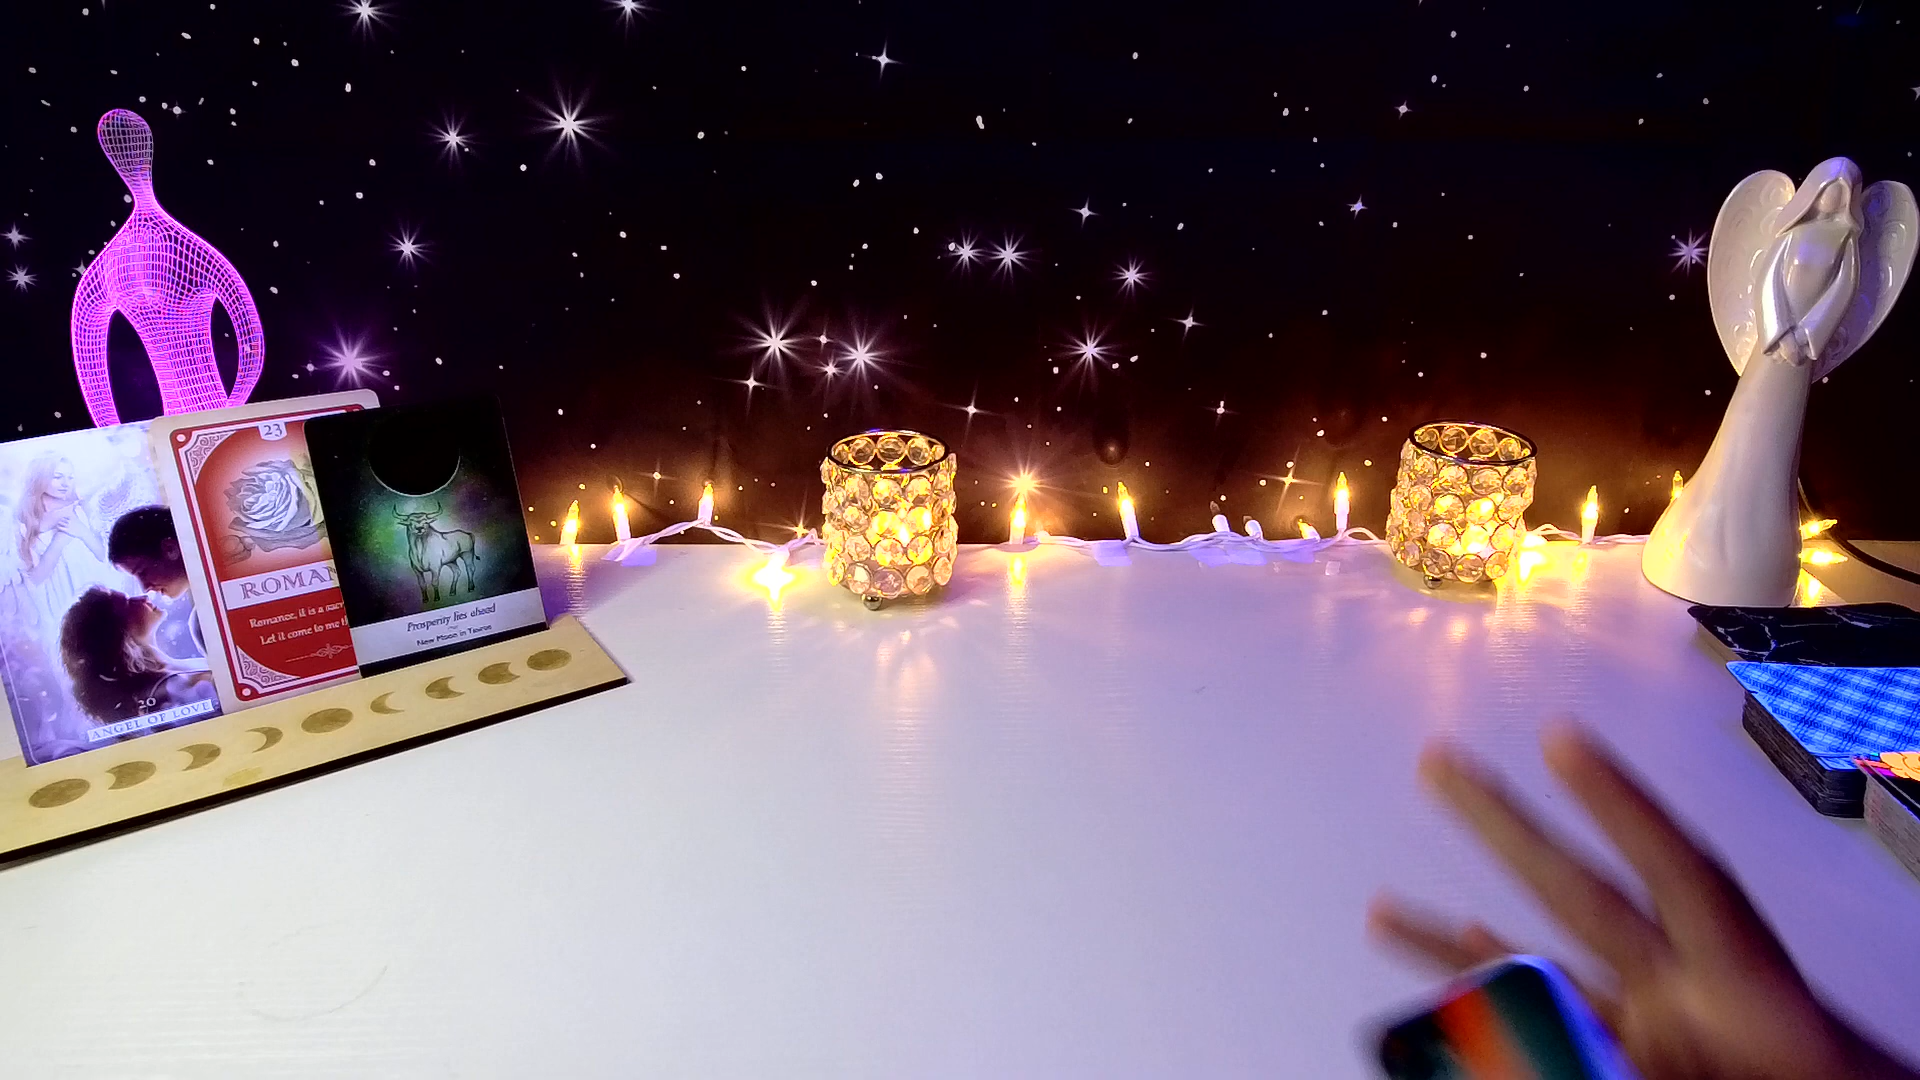 20
ANGEL OF LOVE
23
ROMAN
Romance, it is a
Let it come to me
Prosperity lies ahead
New Moon in Taurus